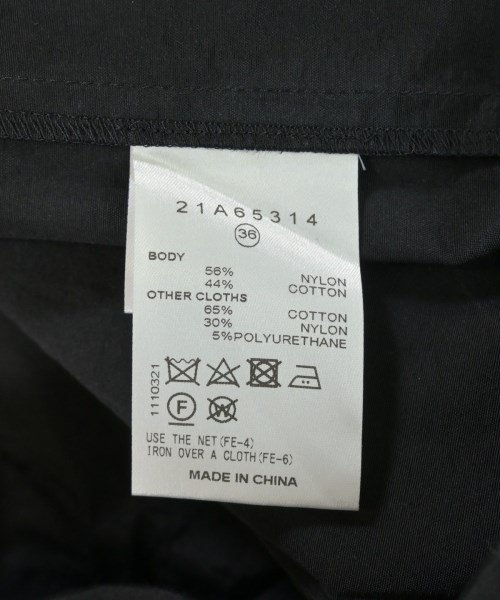 21A65314
36
BODY
56% NYLON
44% COTTON
OTHER CLOTHS
65% COTTON
30% NYLON
5%POLYURETHANE
1110321
F W
USE THE NET(FE-4)
IRON OVER A CLOTH(FE-6)
MADE IN CHINA